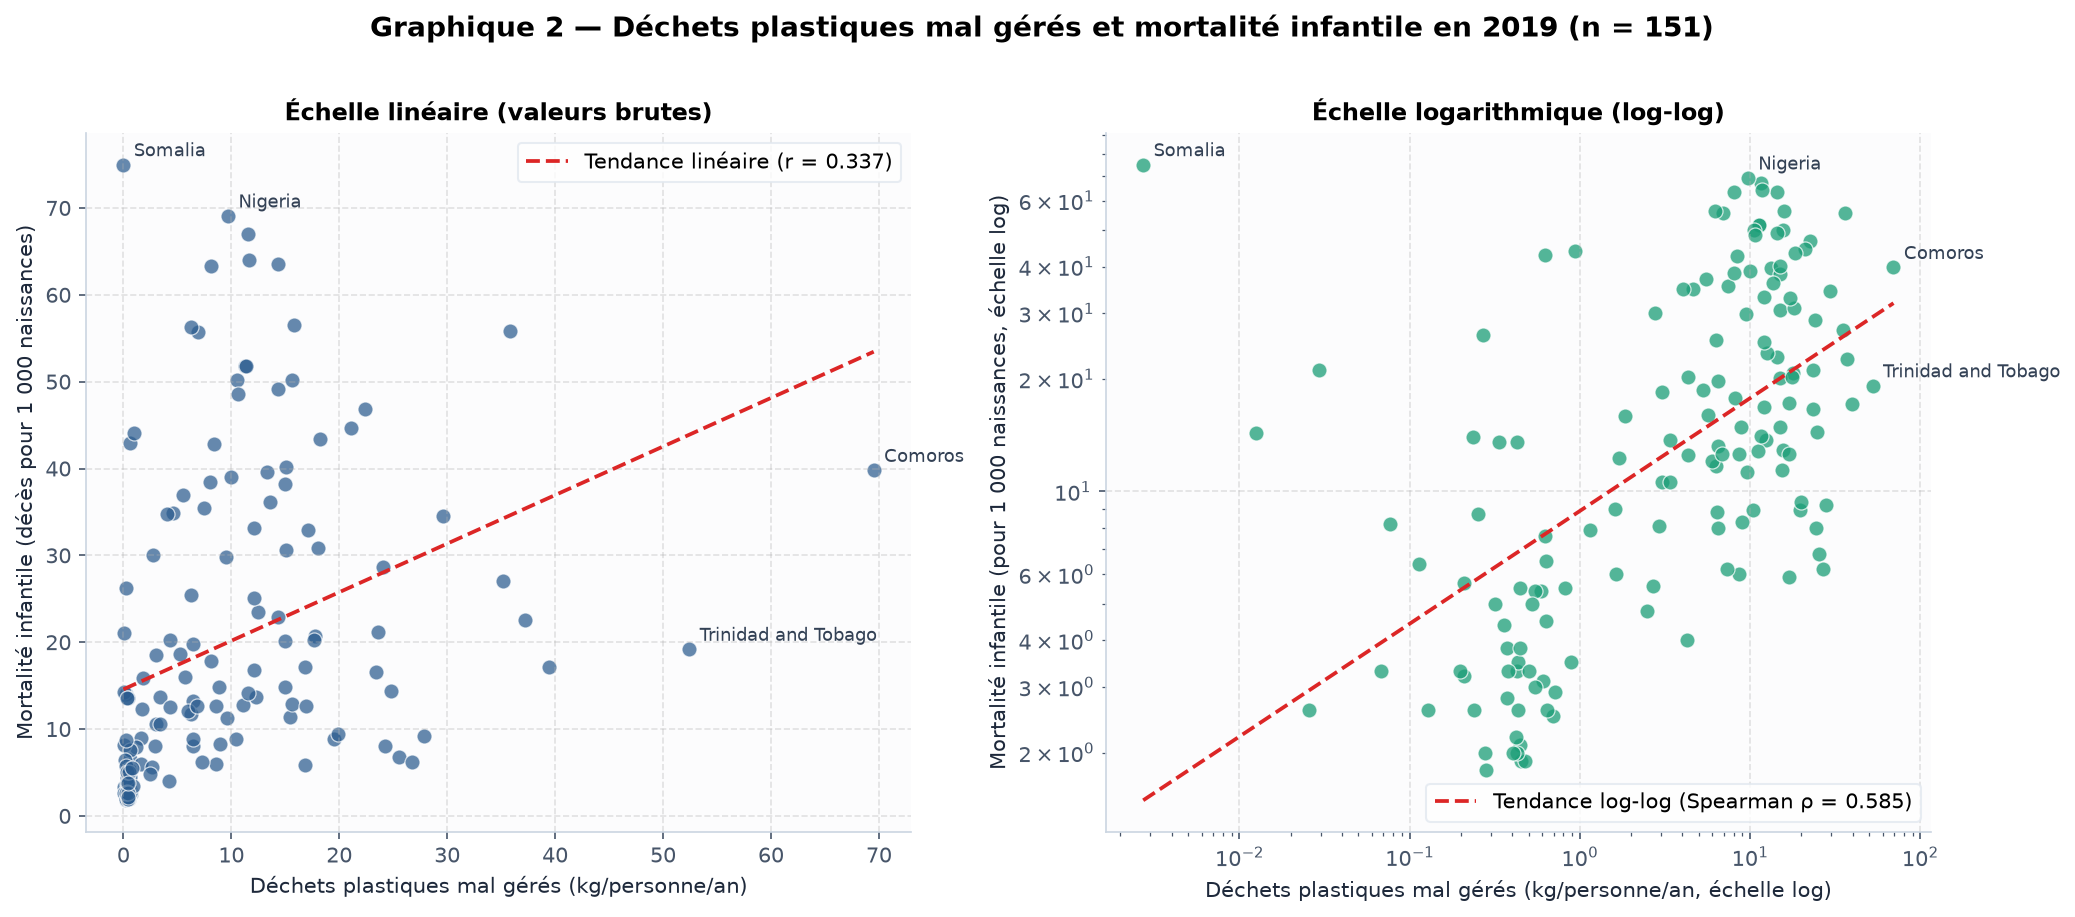 Graphique 2 — Déchets plastiques mal gérés et mortalité infantile en 2019 (n = 151)
Échelle linéaire (valeurs brutes)
Mortalité infantile (décès pour 1 000 naissances)
70
60
50
40
30
20
10
0
Somalia
Nigeria
Comoros
Trinidad and Tobago
Tendance linéaire (r = 0.337)
0 10 20 30 40 50 60 70
Déchets plastiques mal gérés (kg/personne/an)
Échelle logarithmique (log-log)
Mortalité infantile (pour 1 000 naissances, échelle log)
6 × 10¹
4 × 10¹
3 × 10¹
2 × 10¹
10¹
6 × 10⁰
4 × 10⁰
3 × 10⁰
2 × 10⁰
Somalia
Nigeria
Comoros
Trinidad and Tobago
Tendance log-log (Spearman ρ = 0.585)
10⁻² 10⁻¹ 10⁰ 10¹ 10²
Déchets plastiques mal gérés (kg/personne/an, échelle log)